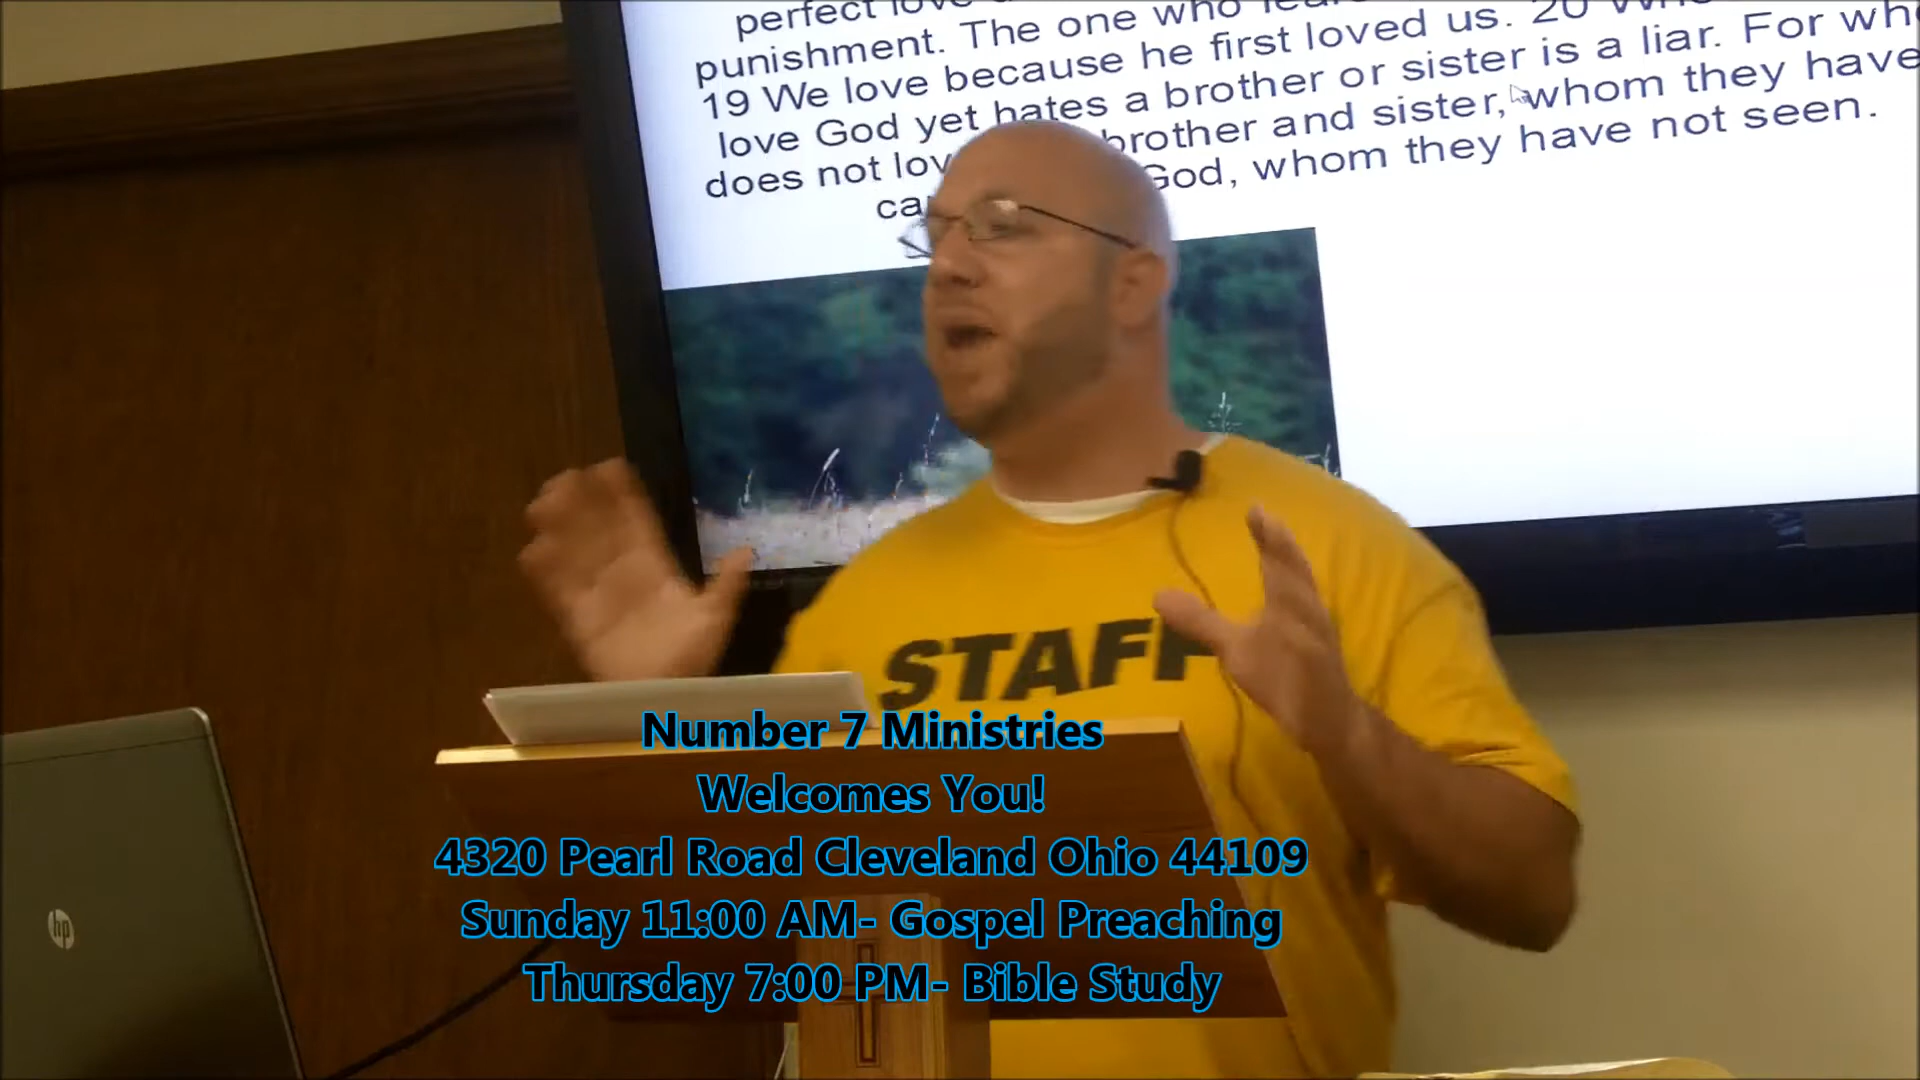 perfect love
punishment. The one who
19 We love because he first loved us. 20
love God yet hates a brother or sister is a liar. For
does not brother and sister, whom they have
God, whom they have not seen.
STAFF
Number 7 Ministries
Welcomes You!
4320 Pearl Road Cleveland Ohio 44109
Sunday 11:00 AM- Gospel Preaching
Thursday 7:00 PM- Bible Study
hp